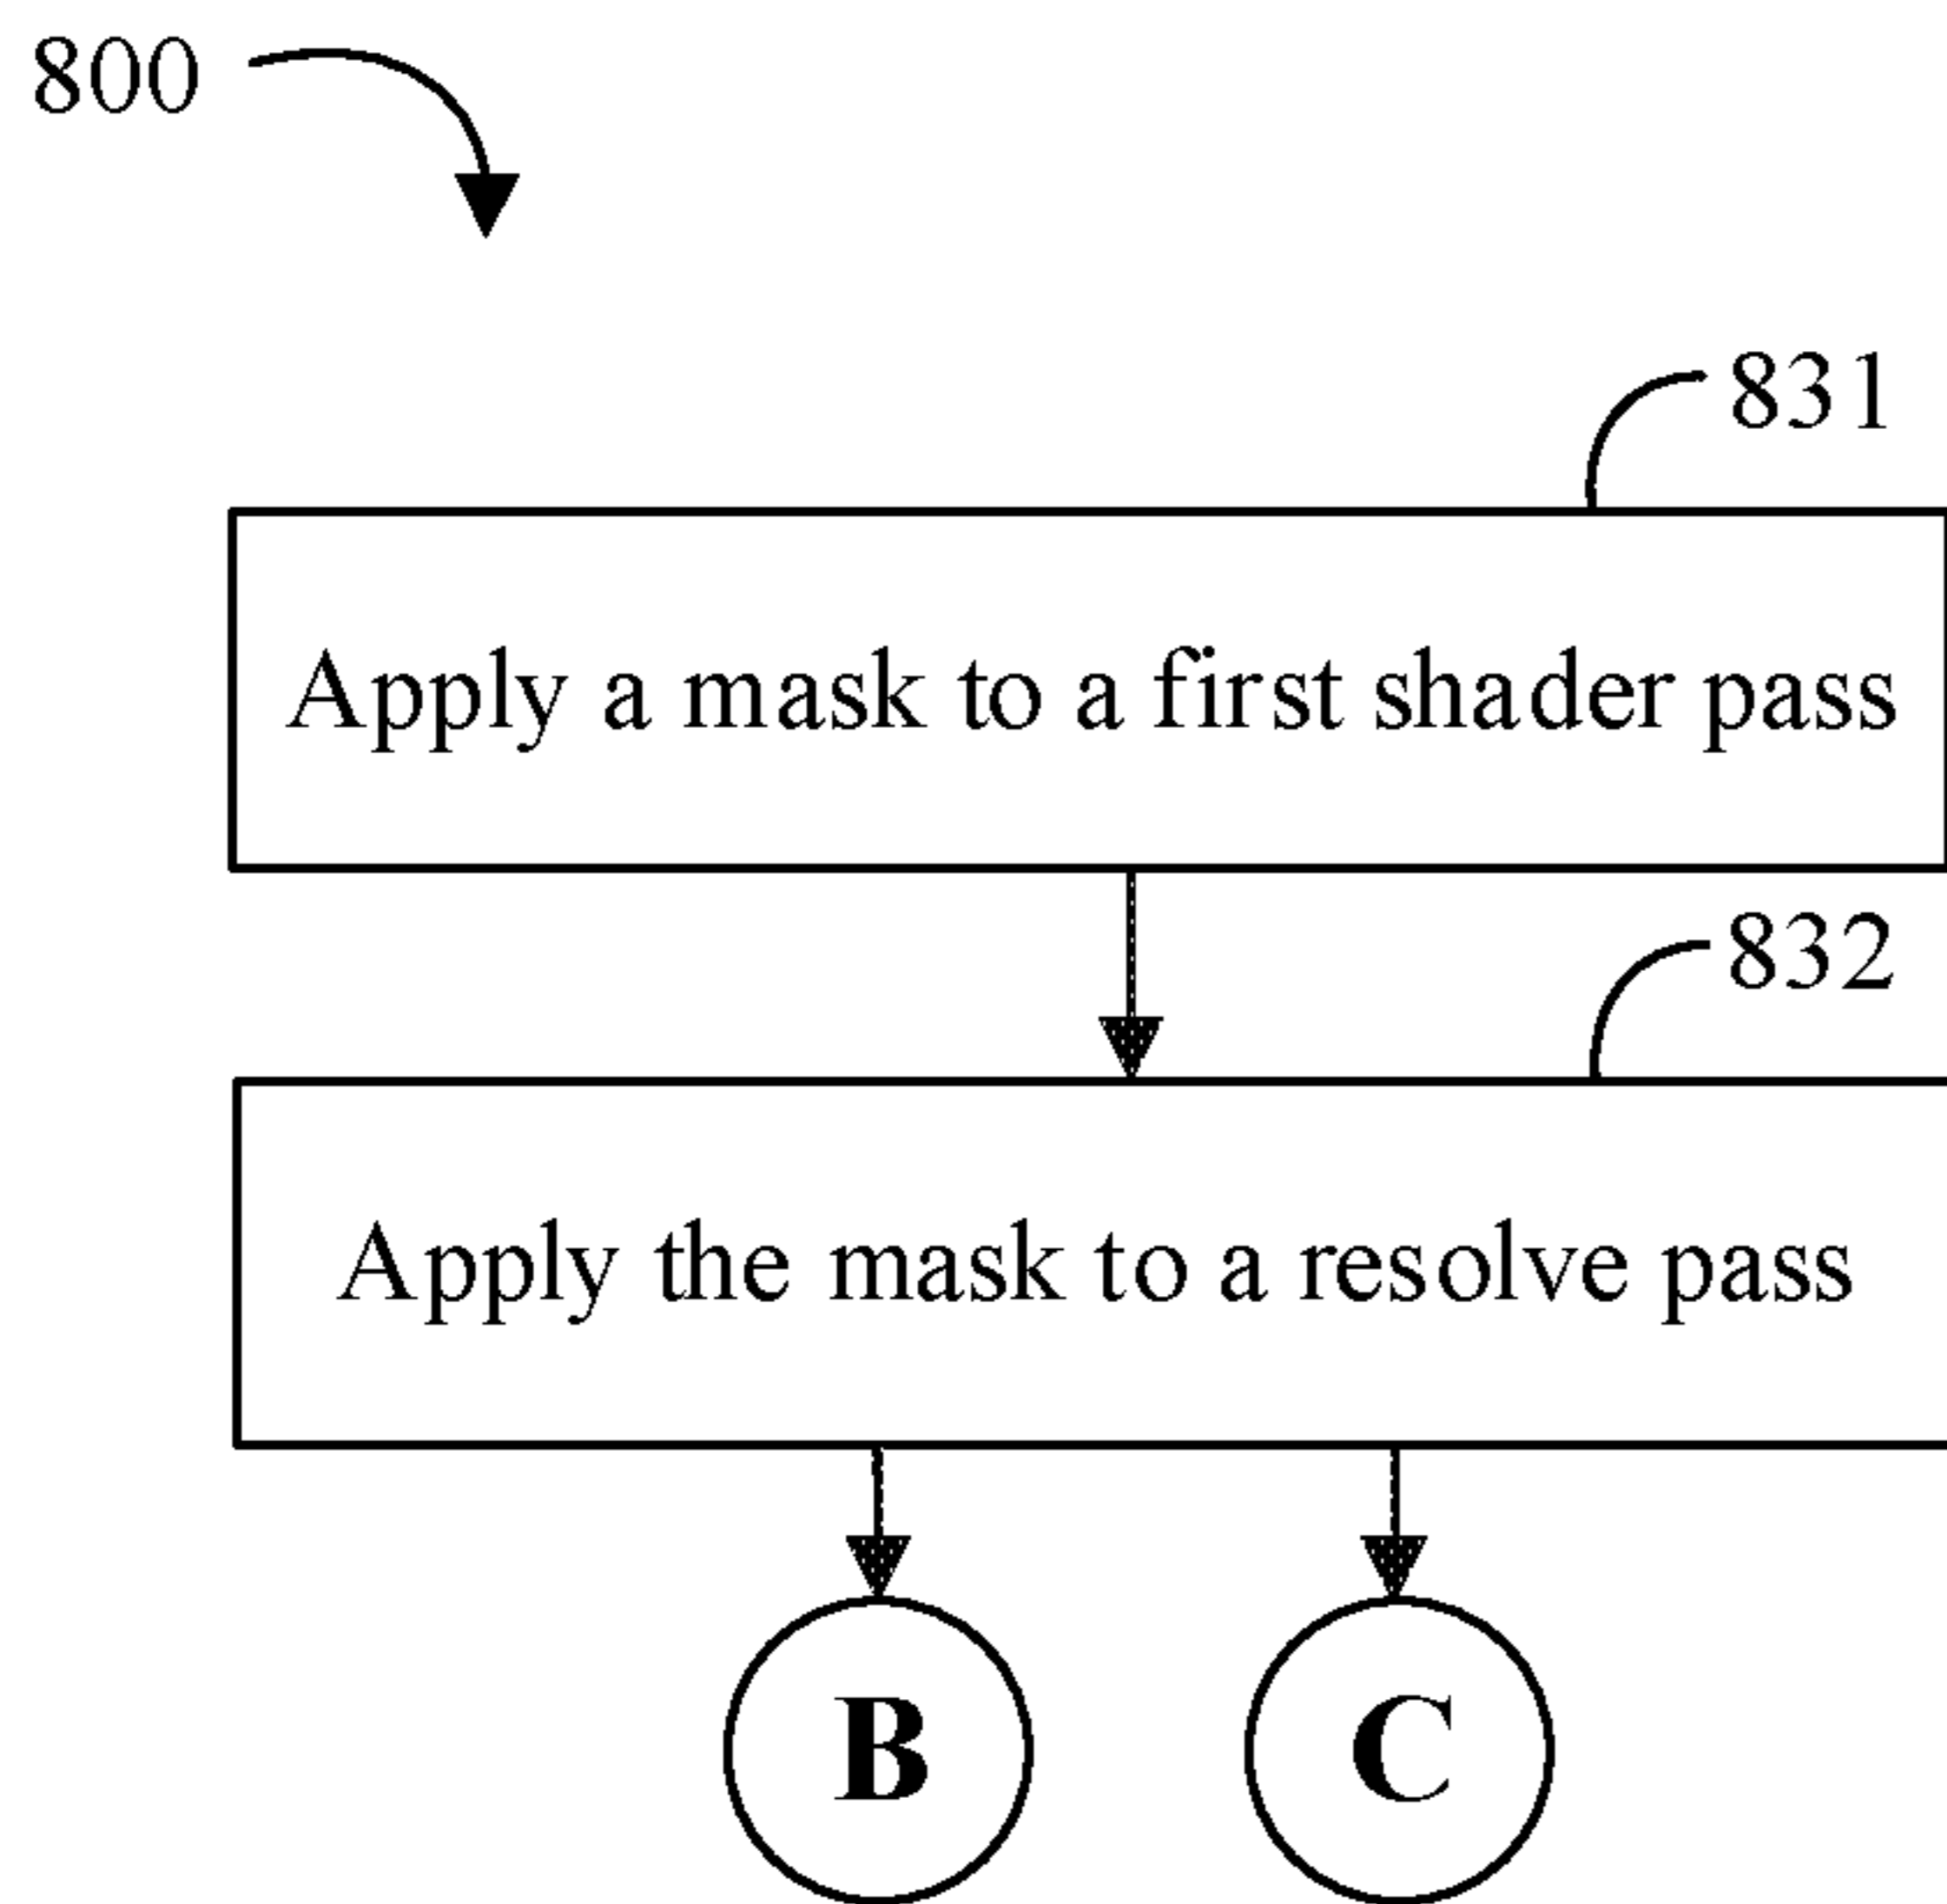 800
831
Apply a mask to a first shader pass
832
Apply the mask to a resolve pass
B
C